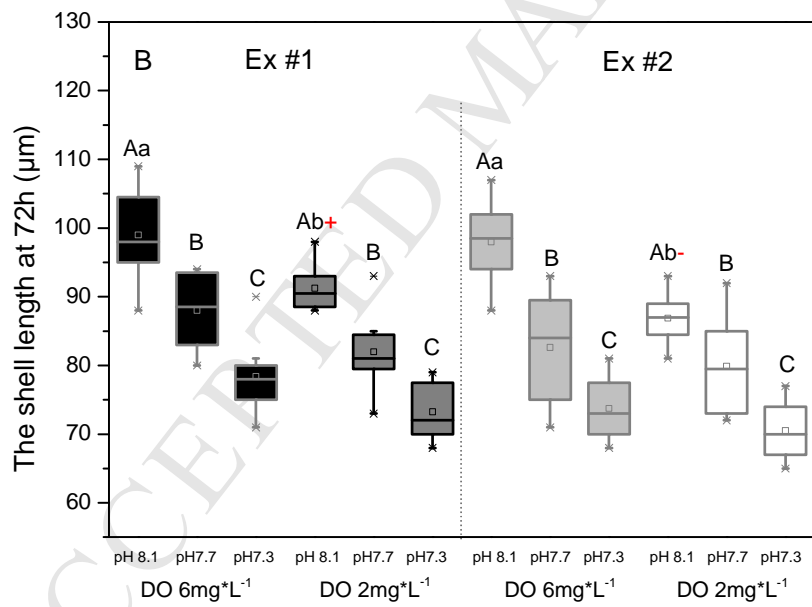 ACCEPTED MA
B
Ex #1
Ex #2
The shell length at 72h (µm)
130
120
110
100
90
80
70
60
Aa
B
C
Ab+
B
C
Aa
B
C
Ab-
B
C
pH 8.1 pH7.7 pH7.3 pH 8.1 pH7.7 pH7.3 pH 8.1 pH7.7 pH7.3 pH 8.1 pH7.7 pH7.3
DO 6mg*L⁻¹ DO 2mg*L⁻¹ DO 6mg*L⁻¹ DO 2mg*L⁻¹